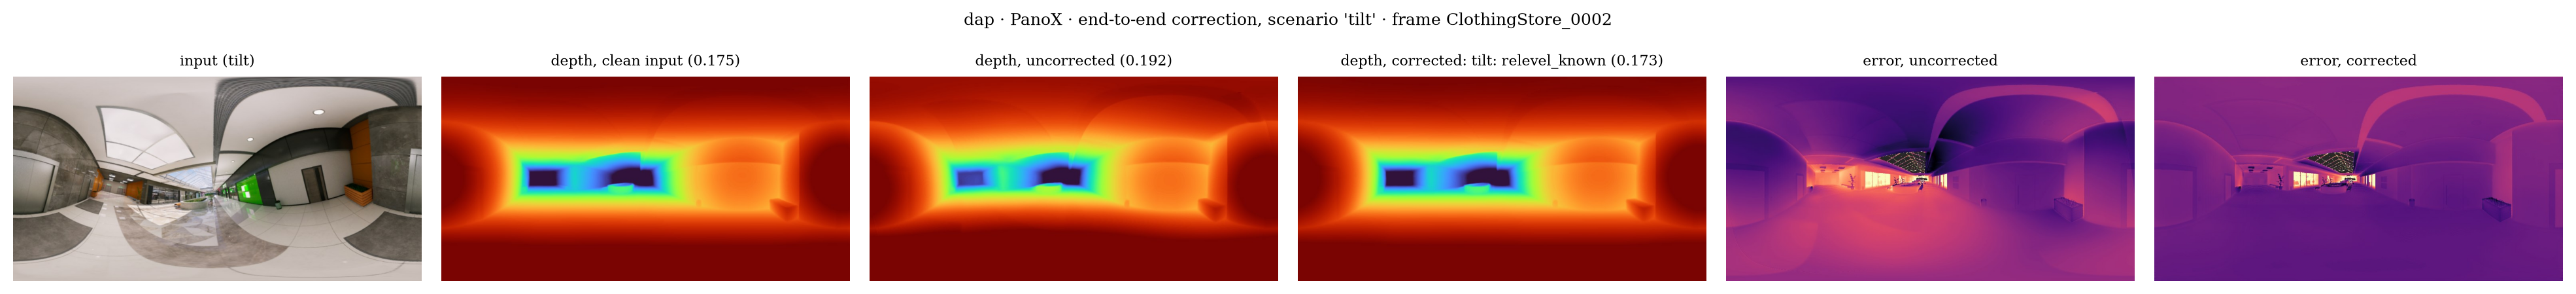 dap · PanoX · end-to-end correction, scenario 'tilt' · frame ClothingStore_0002
input (tilt)
depth, clean input (0.175)
depth, uncorrected (0.192)
depth, corrected: tilt: relevel_known (0.173)
error, uncorrected
error, corrected